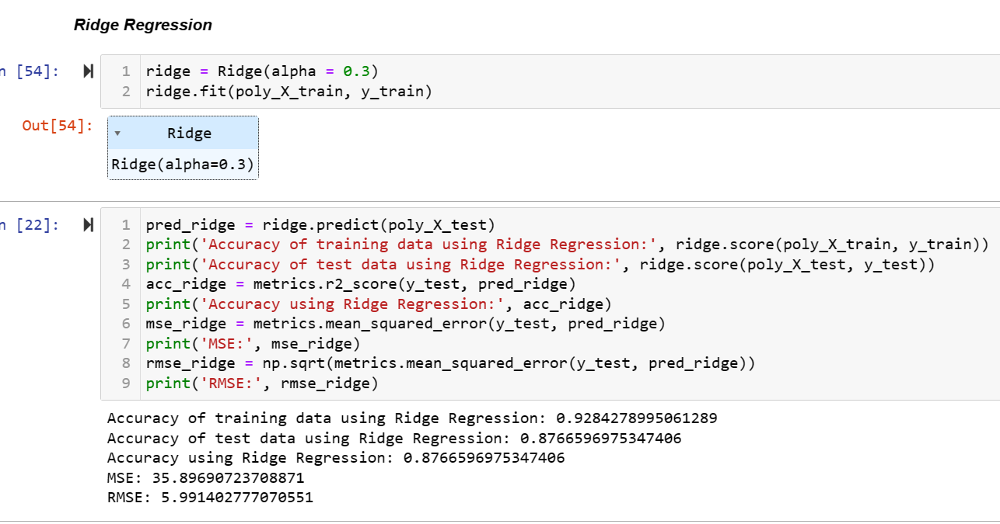 Ridge Regression
n [54]:
1 ridge = Ridge(alpha = 0.3)
2 ridge.fit(poly_X_train, y_train)
Out[54]:
Ridge
Ridge(alpha=0.3)
n [22]:
1 pred_ridge = ridge.predict(poly_X_test)
2 print('Accuracy of training data using Ridge Regression:', ridge.score(poly_X_train, y_train))
3 print('Accuracy of test data using Ridge Regression:', ridge.score(poly_X_test, y_test))
4 acc_ridge = metrics.r2_score(y_test, pred_ridge)
5 print('Accuracy using Ridge Regression:', acc_ridge)
6 mse_ridge = metrics.mean_squared_error(y_test, pred_ridge)
7 print('MSE:', mse_ridge)
8 rmse_ridge = np.sqrt(metrics.mean_squared_error(y_test, pred_ridge))
9 print('RMSE:', rmse_ridge)
Accuracy of training data using Ridge Regression: 0.9284278995061289
Accuracy of test data using Ridge Regression: 0.8766596975347406
Accuracy using Ridge Regression: 0.8766596975347406
MSE: 35.89690723708871
RMSE: 5.991402777070551